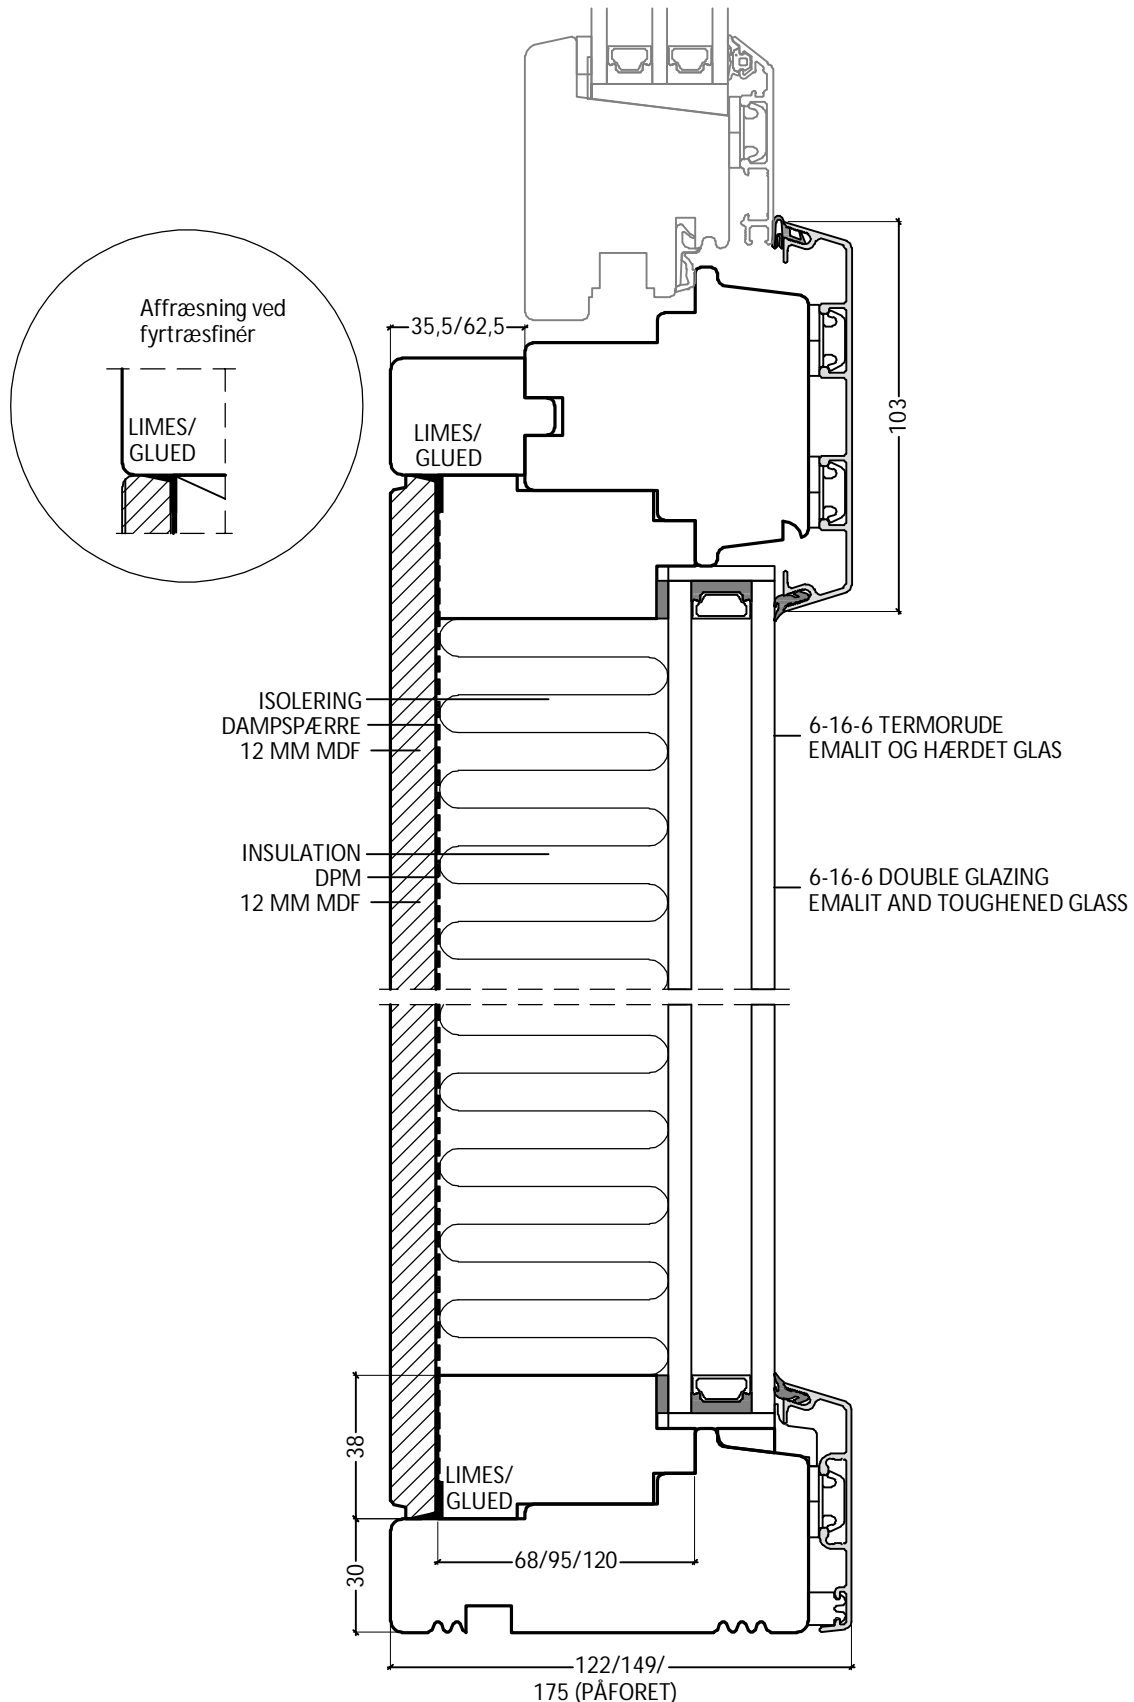 Affræsning ved
fyrtræsfinér
LIMES/
GLUED
35,5/62,5
LIMES/
GLUED
103
ISOLERING
DAMPSPÆRRE
12 MM MDF
6-16-6 TERMORUDE
EMALIT OG HÆRDET GLAS
INSULATION
DPM
12 MM MDF
6-16-6 DOUBLE GLAZING
EMALIT AND TOUGHENED GLASS
38
LIMES/
GLUED
68/95/120
30
122/149/
175 (PÅFORET)